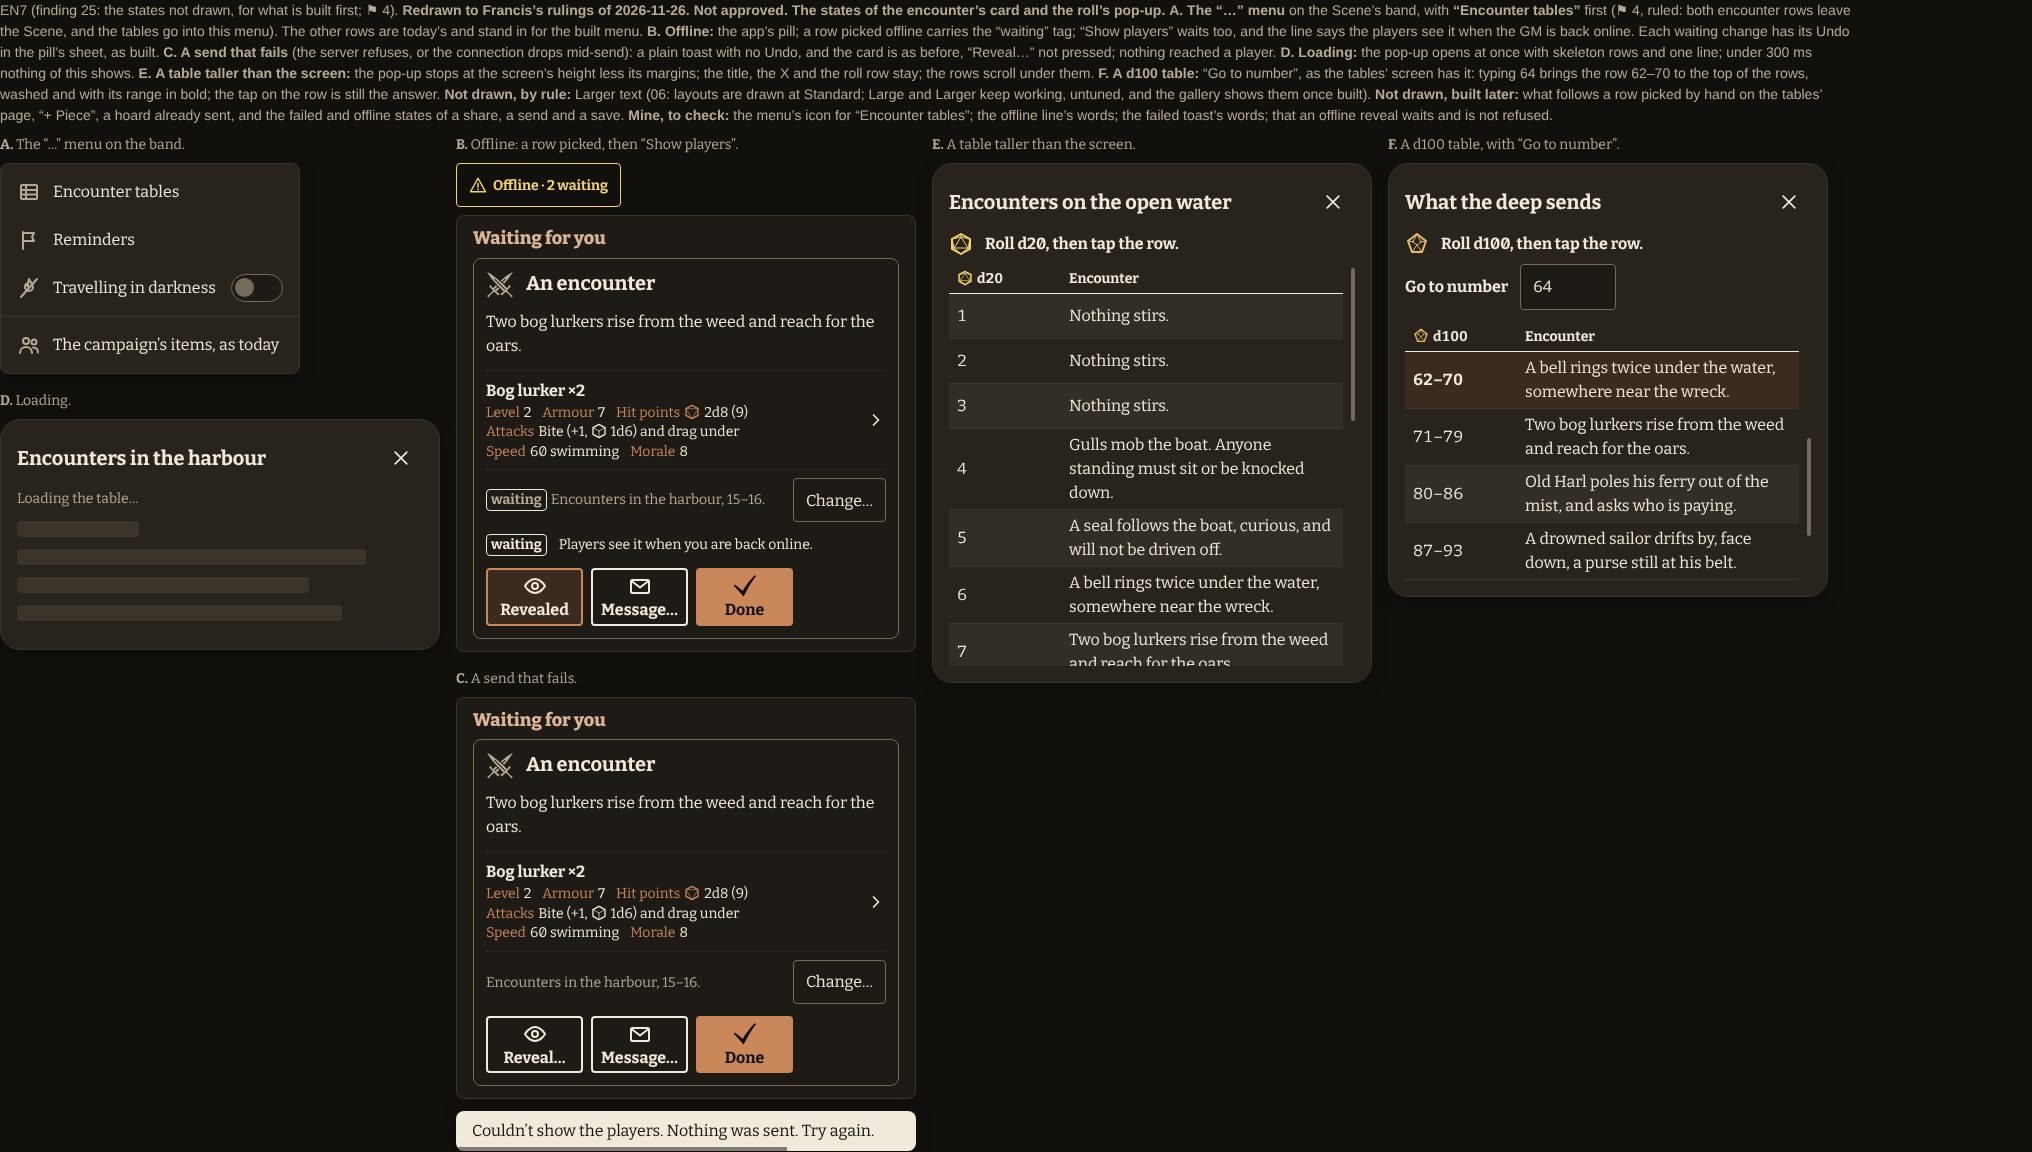 EN7 (finding 25: the states not drawn, for what is built first; ⚑ 4). Redrawn to Francis’s rulings of 2026-11-26. Not approved. The states of the encounter’s card and the roll’s pop-up. A. The “…” menu on the Scene’s band, with “Encounter tables” first (⚑ 4, ruled: both encounter rows leave
the Scene, and the tables go into this menu). The other rows are today’s and stand in for the built menu. B. Offline: the app’s pill; a row picked offline carries the “waiting” tag; “Show players” waits too, and the line says the players see it when the GM is back online. Each waiting change has its Undo
in the pill’s sheet, as built. C. A send that fails (the server refuses, or the connection drops mid-send): a plain toast with no Undo, and the card is as before, “Reveal…” not pressed; nothing reached a player. D. Loading: the pop-up opens at once with skeleton rows and one line; under 300 ms
nothing of this shows. E. A table taller than the screen: the pop-up stops at the screen’s height less its margins; the title, the X and the roll row stay; the rows scroll under them. F. A d100 table: “Go to number”, as the tables’ screen has it: typing 64 brings the row 62–70 to the top of the rows,
washed and with its range in bold; the tap on the row is still the answer. Not drawn, by rule: Larger text (06: layouts are drawn at Standard; Large and Larger keep working, untuned, and the gallery shows them once built). Not drawn, built later: what follows a row picked by hand on the tables’
page, “+ Piece”, a hoard already sent, and the failed and offline states of a share, a send and a save. Mine, to check: the menu’s icon for “Encounter tables”; the offline line’s words; the failed toast’s words; that an offline reveal waits and is not refused.
A. The “…” menu on the band.
Encounter tables
Reminders
Travelling in darkness
The campaign’s items, as today
D. Loading.
Encounters in the harbour
Loading the table…
B. Offline: a row picked, then “Show players”.
Offline · 2 waiting
Waiting for you
An encounter
Two bog lurkers rise from the weed and reach for the
oars.
Bog lurker ×2
Level 2 Armour 7 Hit points 2d8 (9)
Attacks Bite (+1, 1d6) and drag under
Speed 60 swimming Morale 8
waiting Encounters in the harbour, 15–16.
Change…
waiting Players see it when you are back online.
Revealed
Message…
Done
C. A send that fails.
Waiting for you
An encounter
Two bog lurkers rise from the weed and reach for the
oars.
Bog lurker ×2
Level 2 Armour 7 Hit points 2d8 (9)
Attacks Bite (+1, 1d6) and drag under
Speed 60 swimming Morale 8
Encounters in the harbour, 15–16.
Change…
Reveal…
Message…
Done
Couldn’t show the players. Nothing was sent. Try again.
E. A table taller than the screen.
Encounters on the open water
Roll d20, then tap the row.
d20 Encounter
1 Nothing stirs.
2 Nothing stirs.
3 Nothing stirs.
4 Gulls mob the boat. Anyone
standing must sit or be knocked
down.
5 A seal follows the boat, curious, and
will not be driven off.
6 A bell rings twice under the water,
somewhere near the wreck.
7 Two bog lurkers rise from the weed
and reach for the oars.
F. A d100 table, with “Go to number”.
What the deep sends
Roll d100, then tap the row.
Go to number 64
d100 Encounter
62–70 A bell rings twice under the water,
somewhere near the wreck.
71–79 Two bog lurkers rise from the weed
and reach for the oars.
80–86 Old Harl poles his ferry out of the
mist, and asks who is paying.
87–93 A drowned sailor drifts by, face
down, a purse still at his belt.